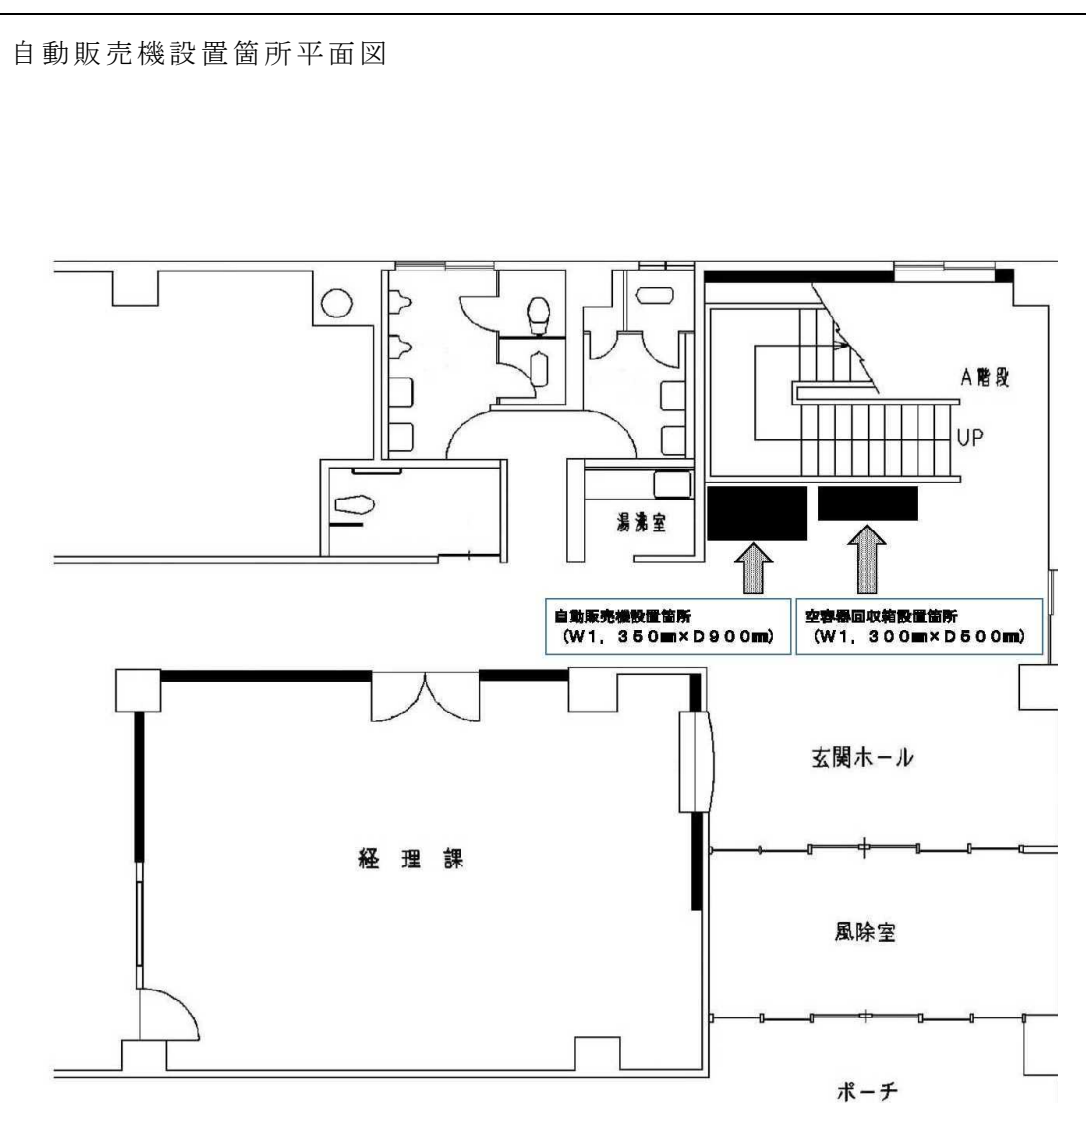 自動販売機設置箇所平面図
A階段
UP
湯沸室
自動販売機設置箇所
(W1，350㎜×D900㎜)
空容器回収箱設置箇所
(W1，300㎜×D500㎜)
玄関ホール
経理課
風除室
ポーチ